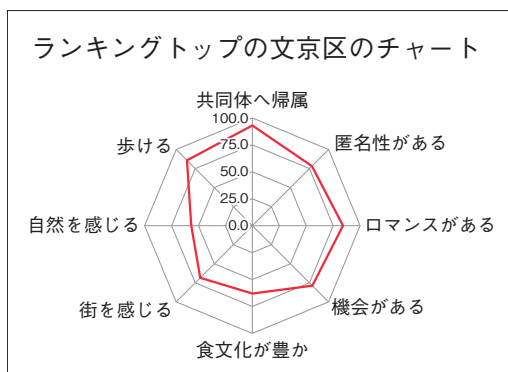 ランキングトップの文京区のチャート
共同体へ帰属
100.0
歩ける
匿名性がある
75.0
50.0
25.0
自然を感じる
0.0
ロマンスがある
街を感じる
機会がある
食文化が豊か